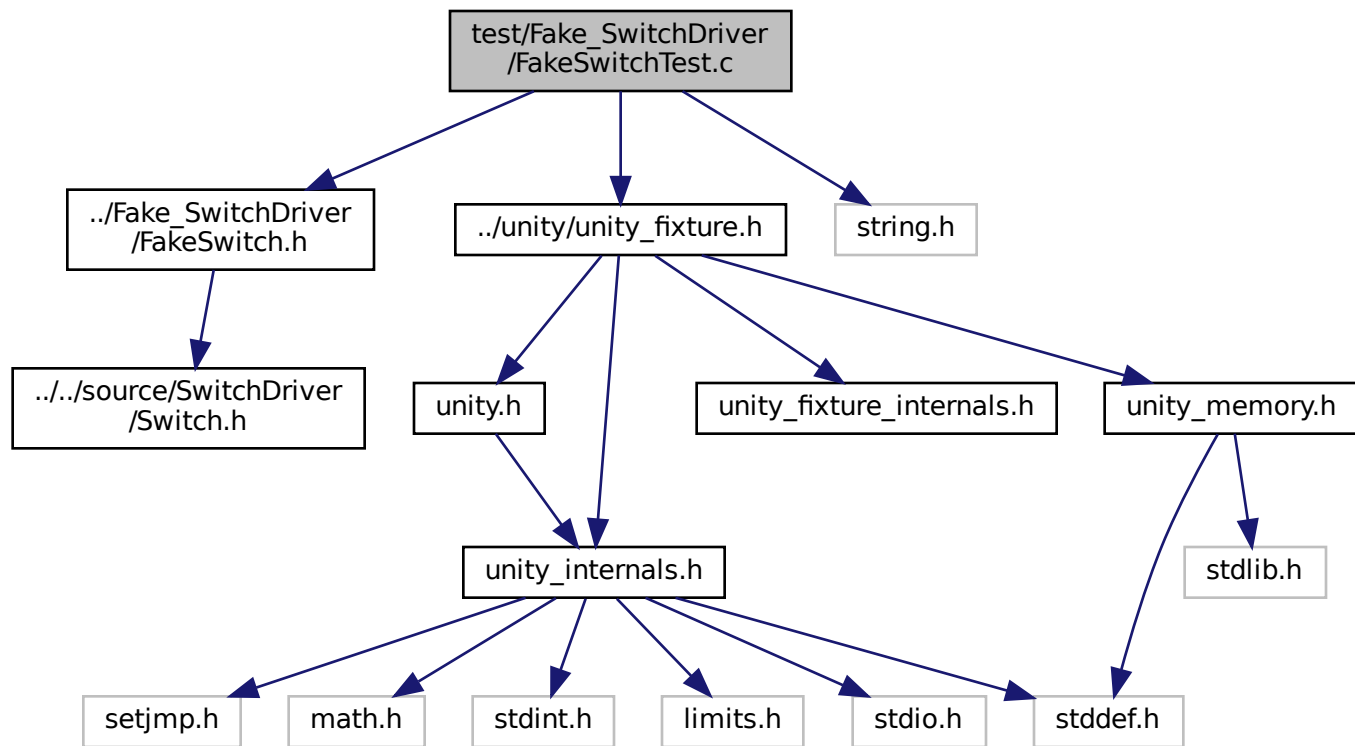 test/Fake_SwitchDriver
/FakeSwitchTest.c
../Fake_SwitchDriver
/FakeSwitch.h
../unity/unity_fixture.h
string.h
../../source/SwitchDriver
/Switch.h
unity.h
unity_fixture_internals.h
unity_memory.h
unity_internals.h
stdlib.h
setjmp.h
math.h
stdint.h
limits.h
stdio.h
stddef.h